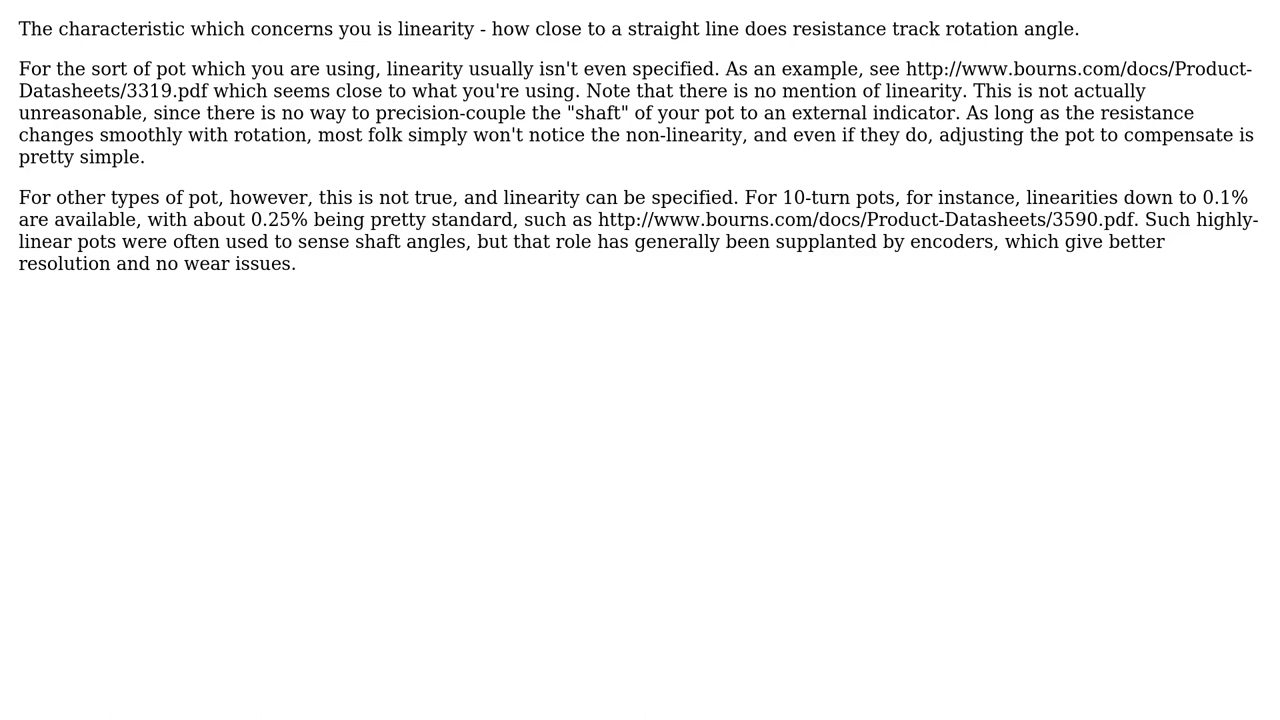 The characteristic which concerns you is linearity - how close to a straight line does resistance track rotation angle.
For the sort of pot which you are using, linearity usually isn't even specified. As an example, see http://www.bourns.com/docs/Product-
Datasheets/3319.pdf which seems close to what you're using. Note that there is no mention of linearity. This is not actually
unreasonable, since there is no way to precision-couple the "shaft" of your pot to an external indicator. As long as the resistance
changes smoothly with rotation, most folk simply won't notice the non-linearity, and even if they do, adjusting the pot to compensate is
pretty simple.
For other types of pot, however, this is not true, and linearity can be specified. For 10-turn pots, for instance, linearities down to 0.1%
are available, with about 0.25% being pretty standard, such as http://www.bourns.com/docs/Product-Datasheets/3590.pdf. Such highly-
linear pots were often used to sense shaft angles, but that role has generally been supplanted by encoders, which give better
resolution and no wear issues.